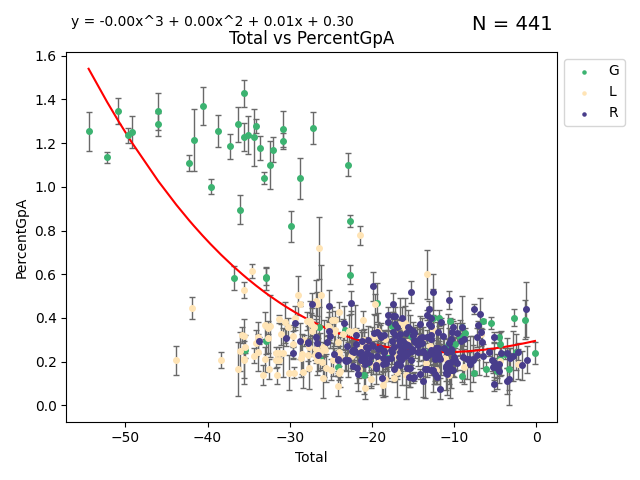 y = -0.00x^3 + 0.00x^2 + 0.01x + 0.30
N = 441
Total vs PercentGpA
1.6
1.4
1.2
1.0
0.8
0.6
0.4
0.2
0.0
PercentGpA
−50
−40
−30
−20
−10
0
Total
G
L
R